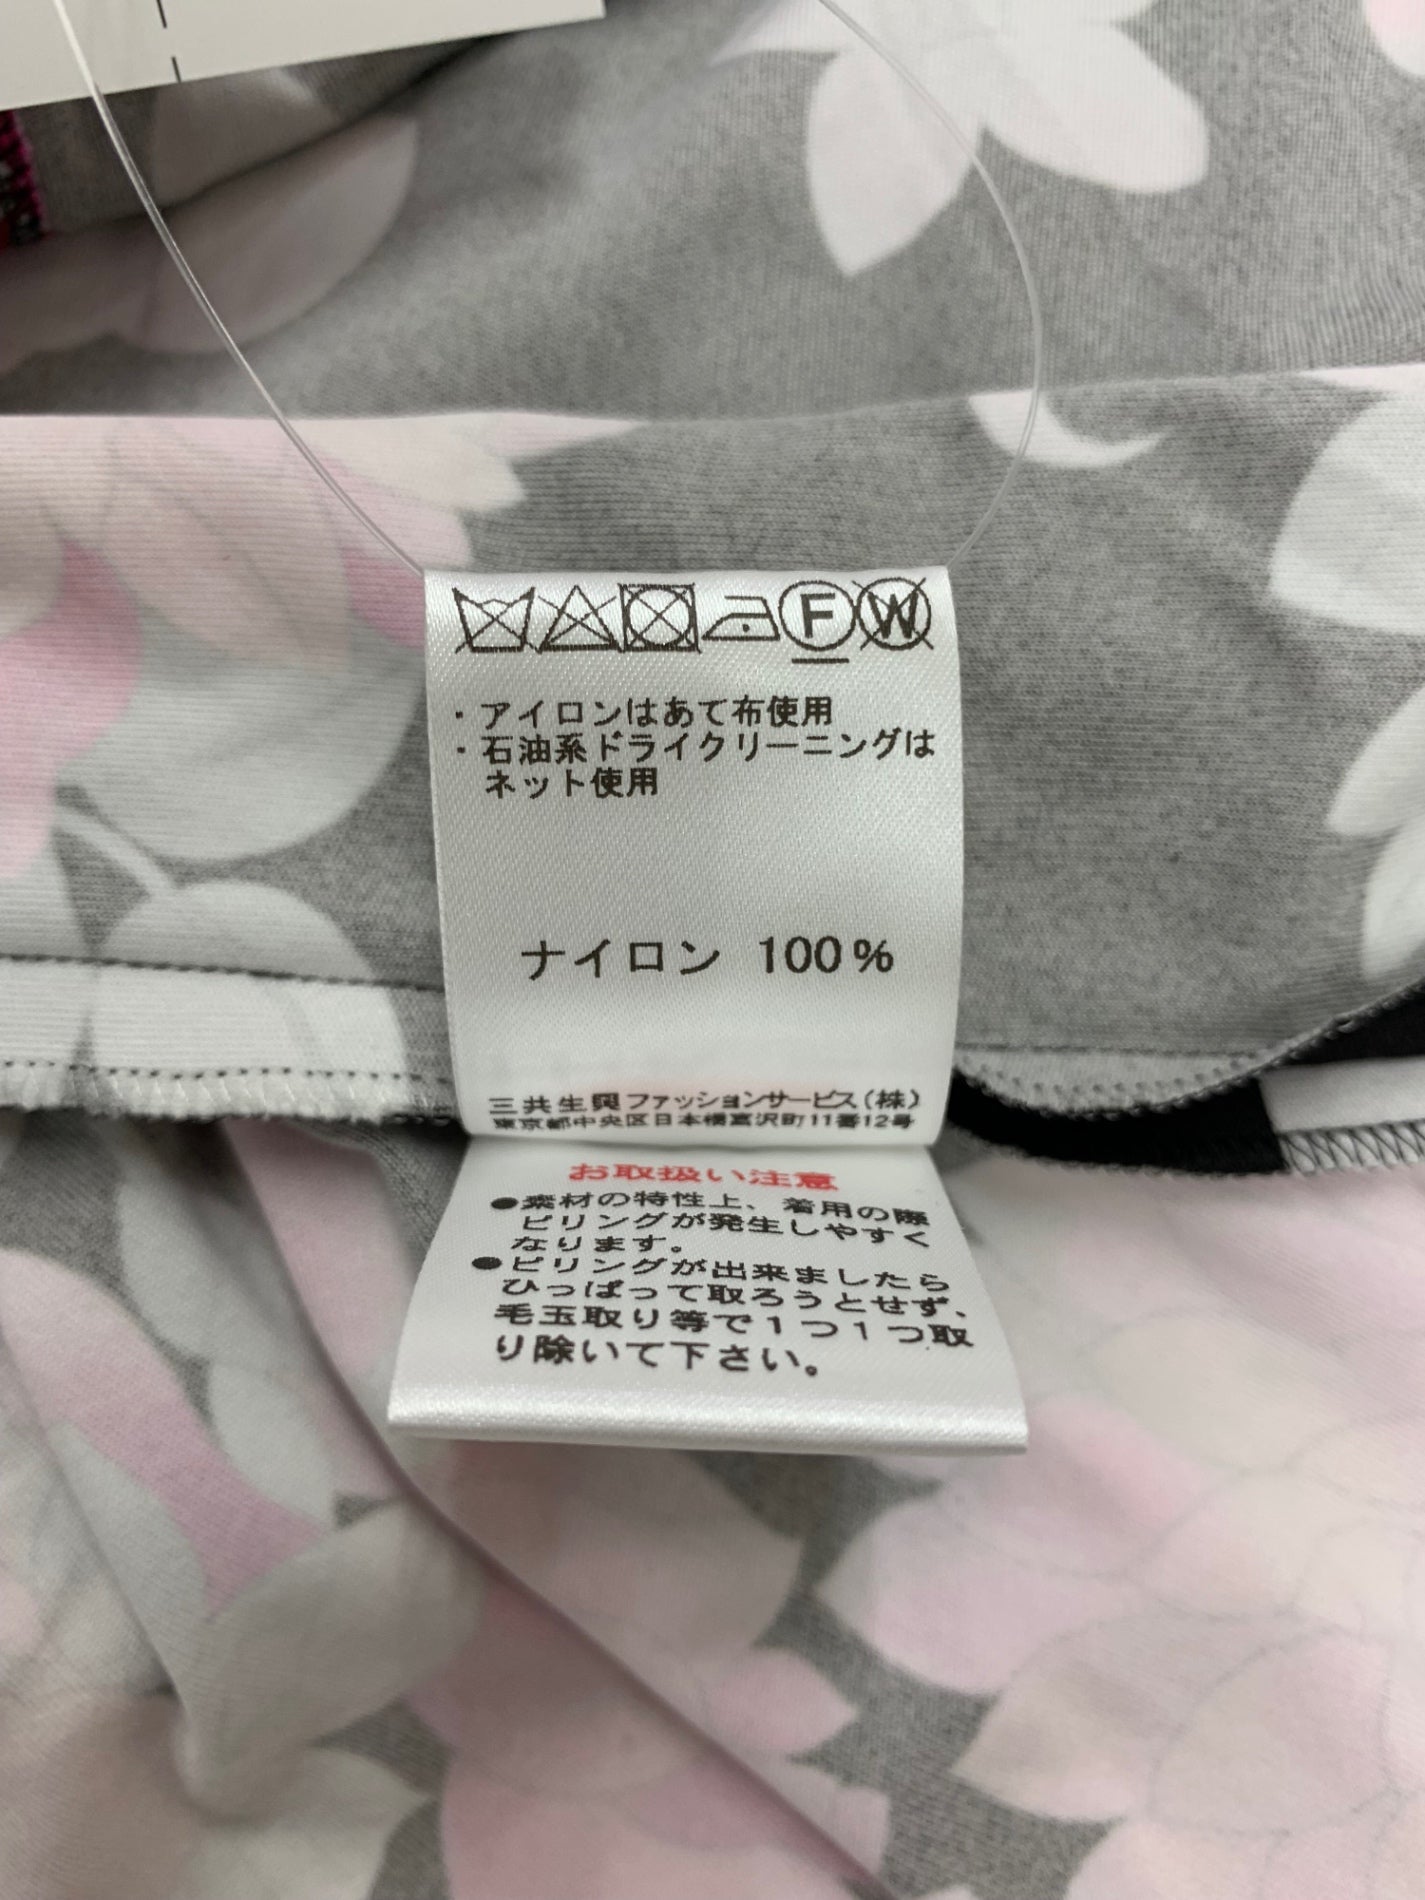 F W
・アイロンはあて布使用
・石油系ドライクリーニングは
ネット使用
ナイロン 100%
三共生興ファッションサービス(株)
東京都中央区日本橋富沢町11番12号
お取扱い注意
●素材の特性上、着用の際
ピリングが発生しやすく
なります。
●ピリングが出来ましたら
ひっぱって取ろうとせず、
毛玉取り等で1つ1つ取
り除いて下さい。